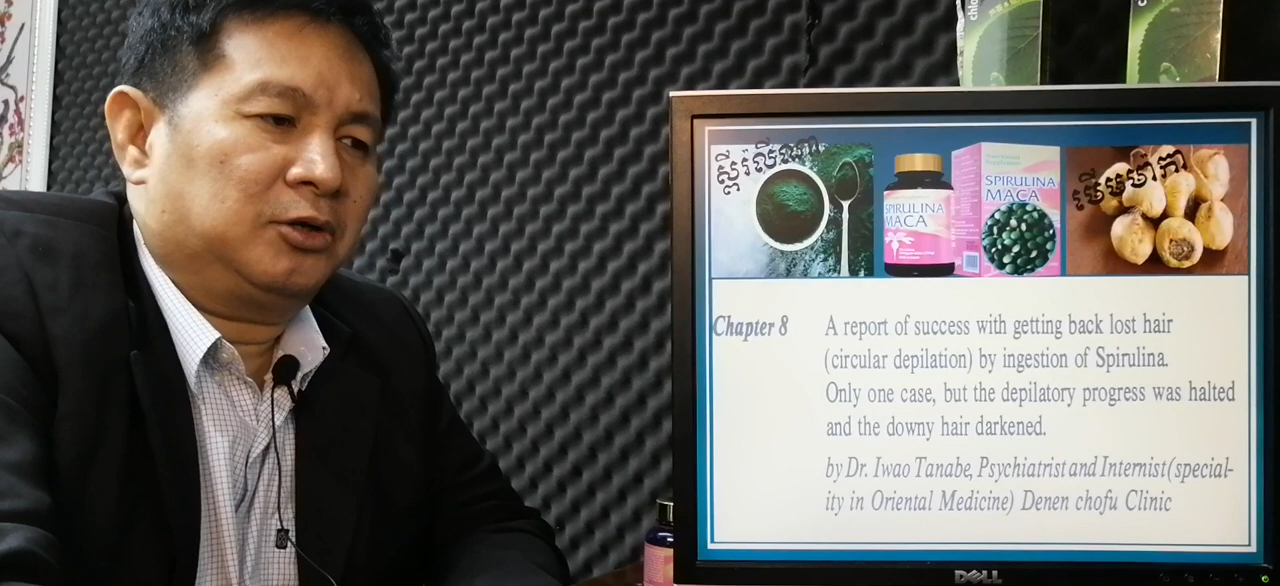 ស្ពីរូលីណា
SPIRULINA
MACA
SPIRULINA
MACA
មើមម៉ាកា
Chapter 8 A report of success with getting back lost hair
(circular depilation) by ingestion of Spirulina.
Only one case, but the depilatory progress was halted
and the downy hair darkened.
by Dr. Iwao Tanabe, Psychiatrist and Internist (special-
ity in Oriental Medicine) Denen chofu Clinic
DELL